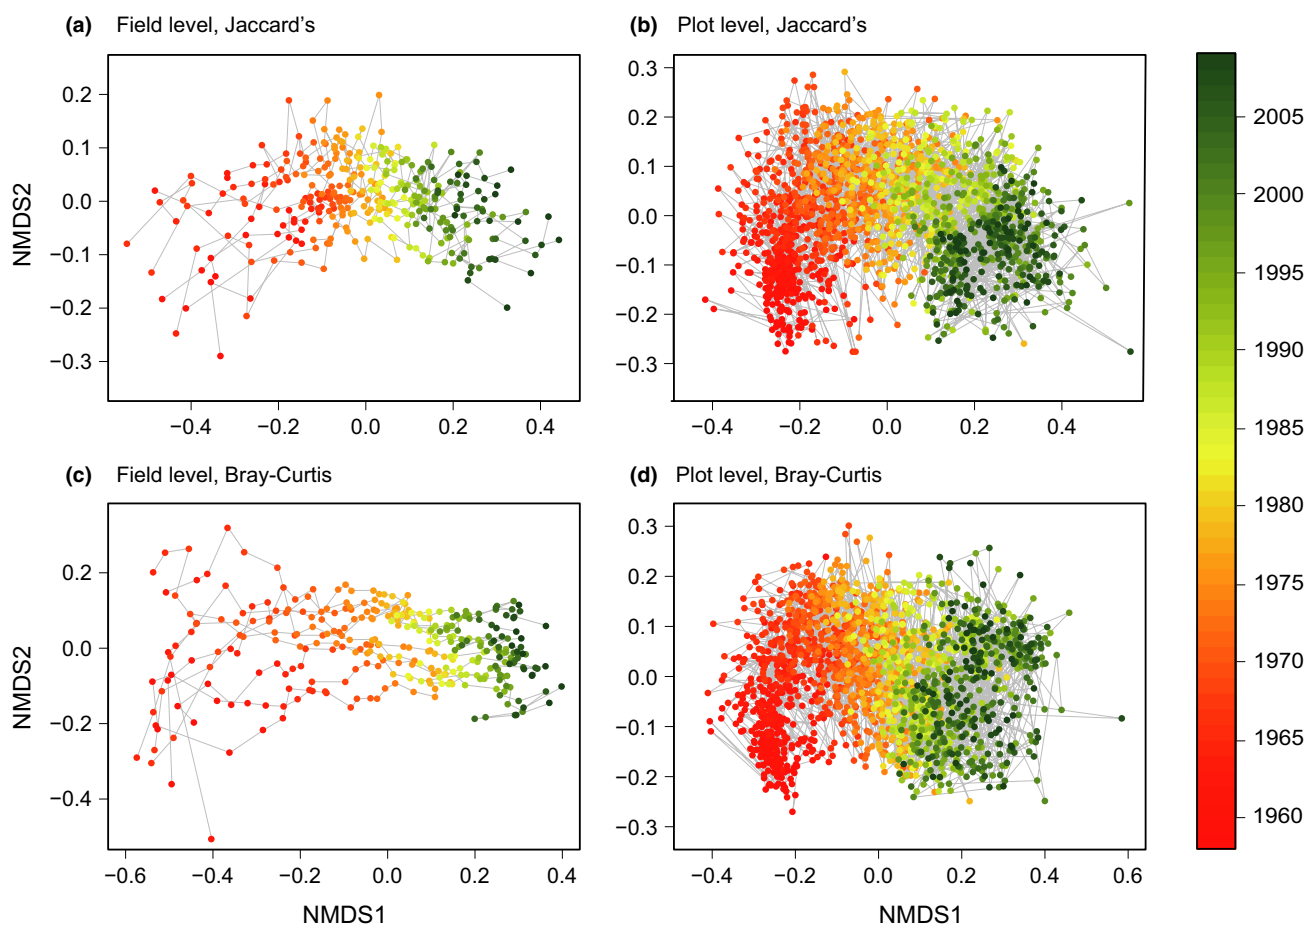 (a) Field level, Jaccard's
(b) Plot level, Jaccard's
NMDS2
0.2
0.1
0.0
−0.1
−0.2
−0.3
−0.4 −0.2 0.0 0.2 0.4
0.3
0.2
0.1
0.0
−0.1
−0.2
−0.3
−0.4 −0.2 0.0 0.2 0.4
(c) Field level, Bray-Curtis
(d) Plot level, Bray-Curtis
NMDS2
0.2
0.0
−0.2
−0.4
−0.6 −0.4 −0.2 0.0 0.2 0.4
NMDS1
0.3
0.2
0.1
0.0
−0.1
−0.2
−0.3
−0.4 −0.2 0.0 0.2 0.4 0.6
NMDS1
2005
2000
1995
1990
1985
1980
1975
1970
1965
1960